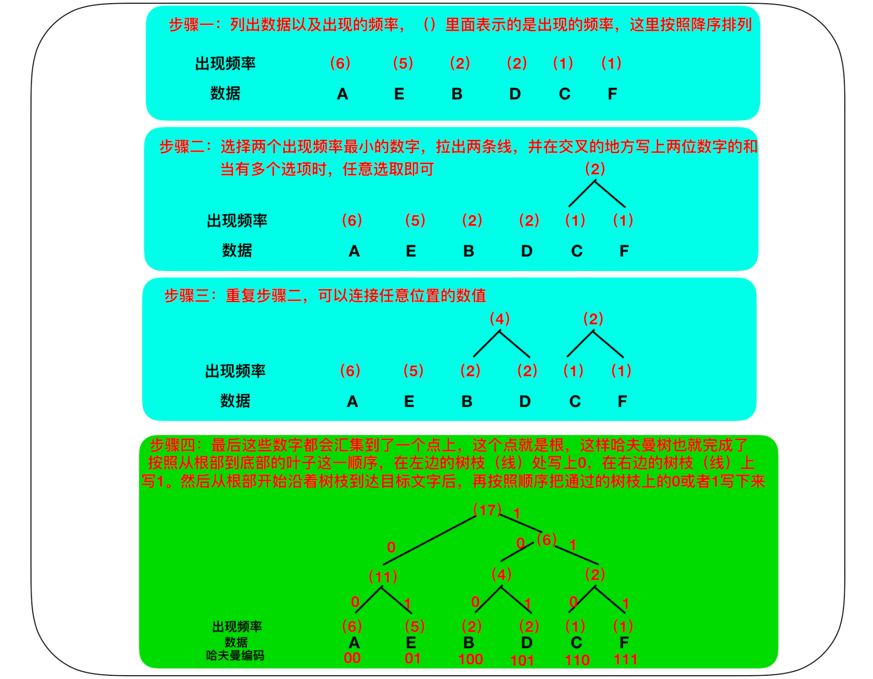 步骤一：列出数据以及出现的频率，（）里面表示的是出现的频率，这里按照降序排列
出现频率 (6) (5) (2) (2) (1) (1)
数据 A E B D C F
步骤二：选择两个出现频率最小的数字，拉出两条线，并在交叉的地方写上两位数字的和
当有多个选项时，任意选取即可 (2)
出现频率 (6) (5) (2) (2) (1) (1)
数据 A E B D C F
步骤三：重复步骤二，可以连接任意位置的数值
(4) (2)
出现频率 (6) (5) (2) (2) (1) (1)
数据 A E B D C F
步骤四：最后这些数字都会汇集到了一个点上，这个点就是根，这样哈夫曼树也就完成了
按照从根部到底部的叶子这一顺序，在左边的树枝（线）处写上0，在右边的树枝（线）上
写1。然后从根部开始沿着树枝到达目标文字后，再按照顺序把通过的树枝上的0或者1写下来
(17) 1
0 0 (6) 1
(11) (4) (2)
0 1 0 1 0 1
出现频率 (6) (5) (2) (2) (1) (1)
数据 A E B D C F
哈夫曼编码 00 01 100 101 110 111